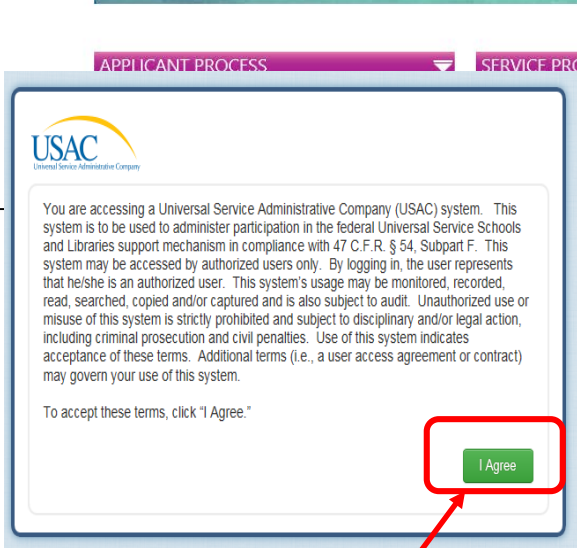 APPLICANT PROCESS
SERVICE PRO
USAC
Universal Service Administrative Company
You are accessing a Universal Service Administrative Company (USAC) system. This
system is to be used to administer participation in the federal Universal Service Schools
and Libraries support mechanism in compliance with 47 C.F.R. § 54, Subpart F. This
system may be accessed by authorized users only. By logging in, the user represents
that he/she is an authorized user. This system's usage may be monitored, recorded,
read, searched, copied and/or captured and is also subject to audit. Unauthorized use or
misuse of this system is strictly prohibited and subject to disciplinary and/or legal action,
including criminal prosecution and civil penalties. Use of this system indicates
acceptance of these terms. Additional terms (i.e., a user access agreement or contract)
may govern your use of this system.
To accept these terms, click “I Agree.”
I Agree